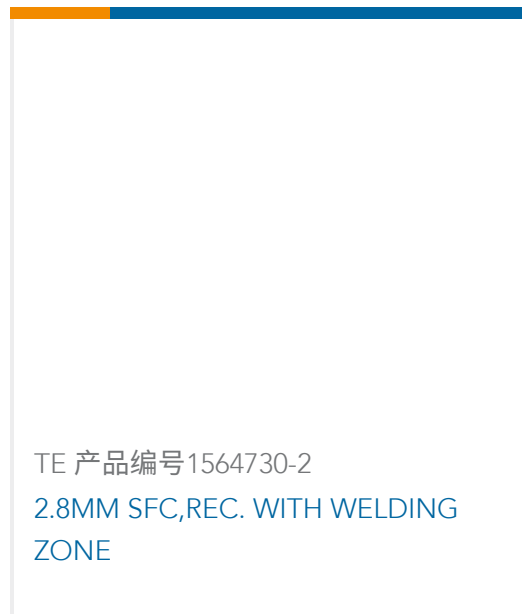 TE 产品编号1564730-2
2.8MM SFC,REC. WITH WELDING
ZONE